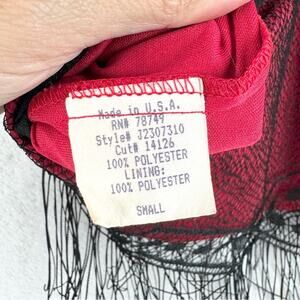 Made in U.S.A.
RN# 78749
Style# J2307310
Cut# 14126
100% POLYESTER
LINING:
100% POLYESTER
SMALL